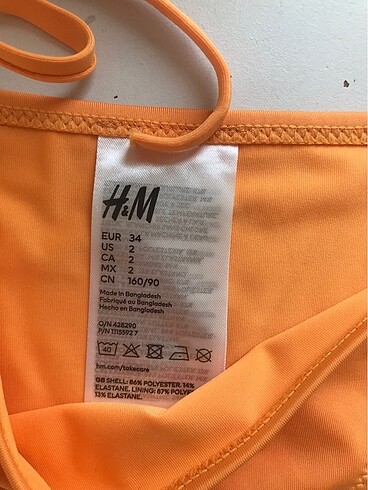 H&M
EUR 34
US 2
CA 2
MX 2
CN 160/90
Made in Bangladesh
Fabriqué au Bangladesh
Hecho en Bangladesh
O/N 428290
P/N 1115592 7
40
hm.com/takecare
GB SHELL: 86% POLYESTER. 14%
ELASTANE. LINING: 87% POLYEST
13% ELASTANE.